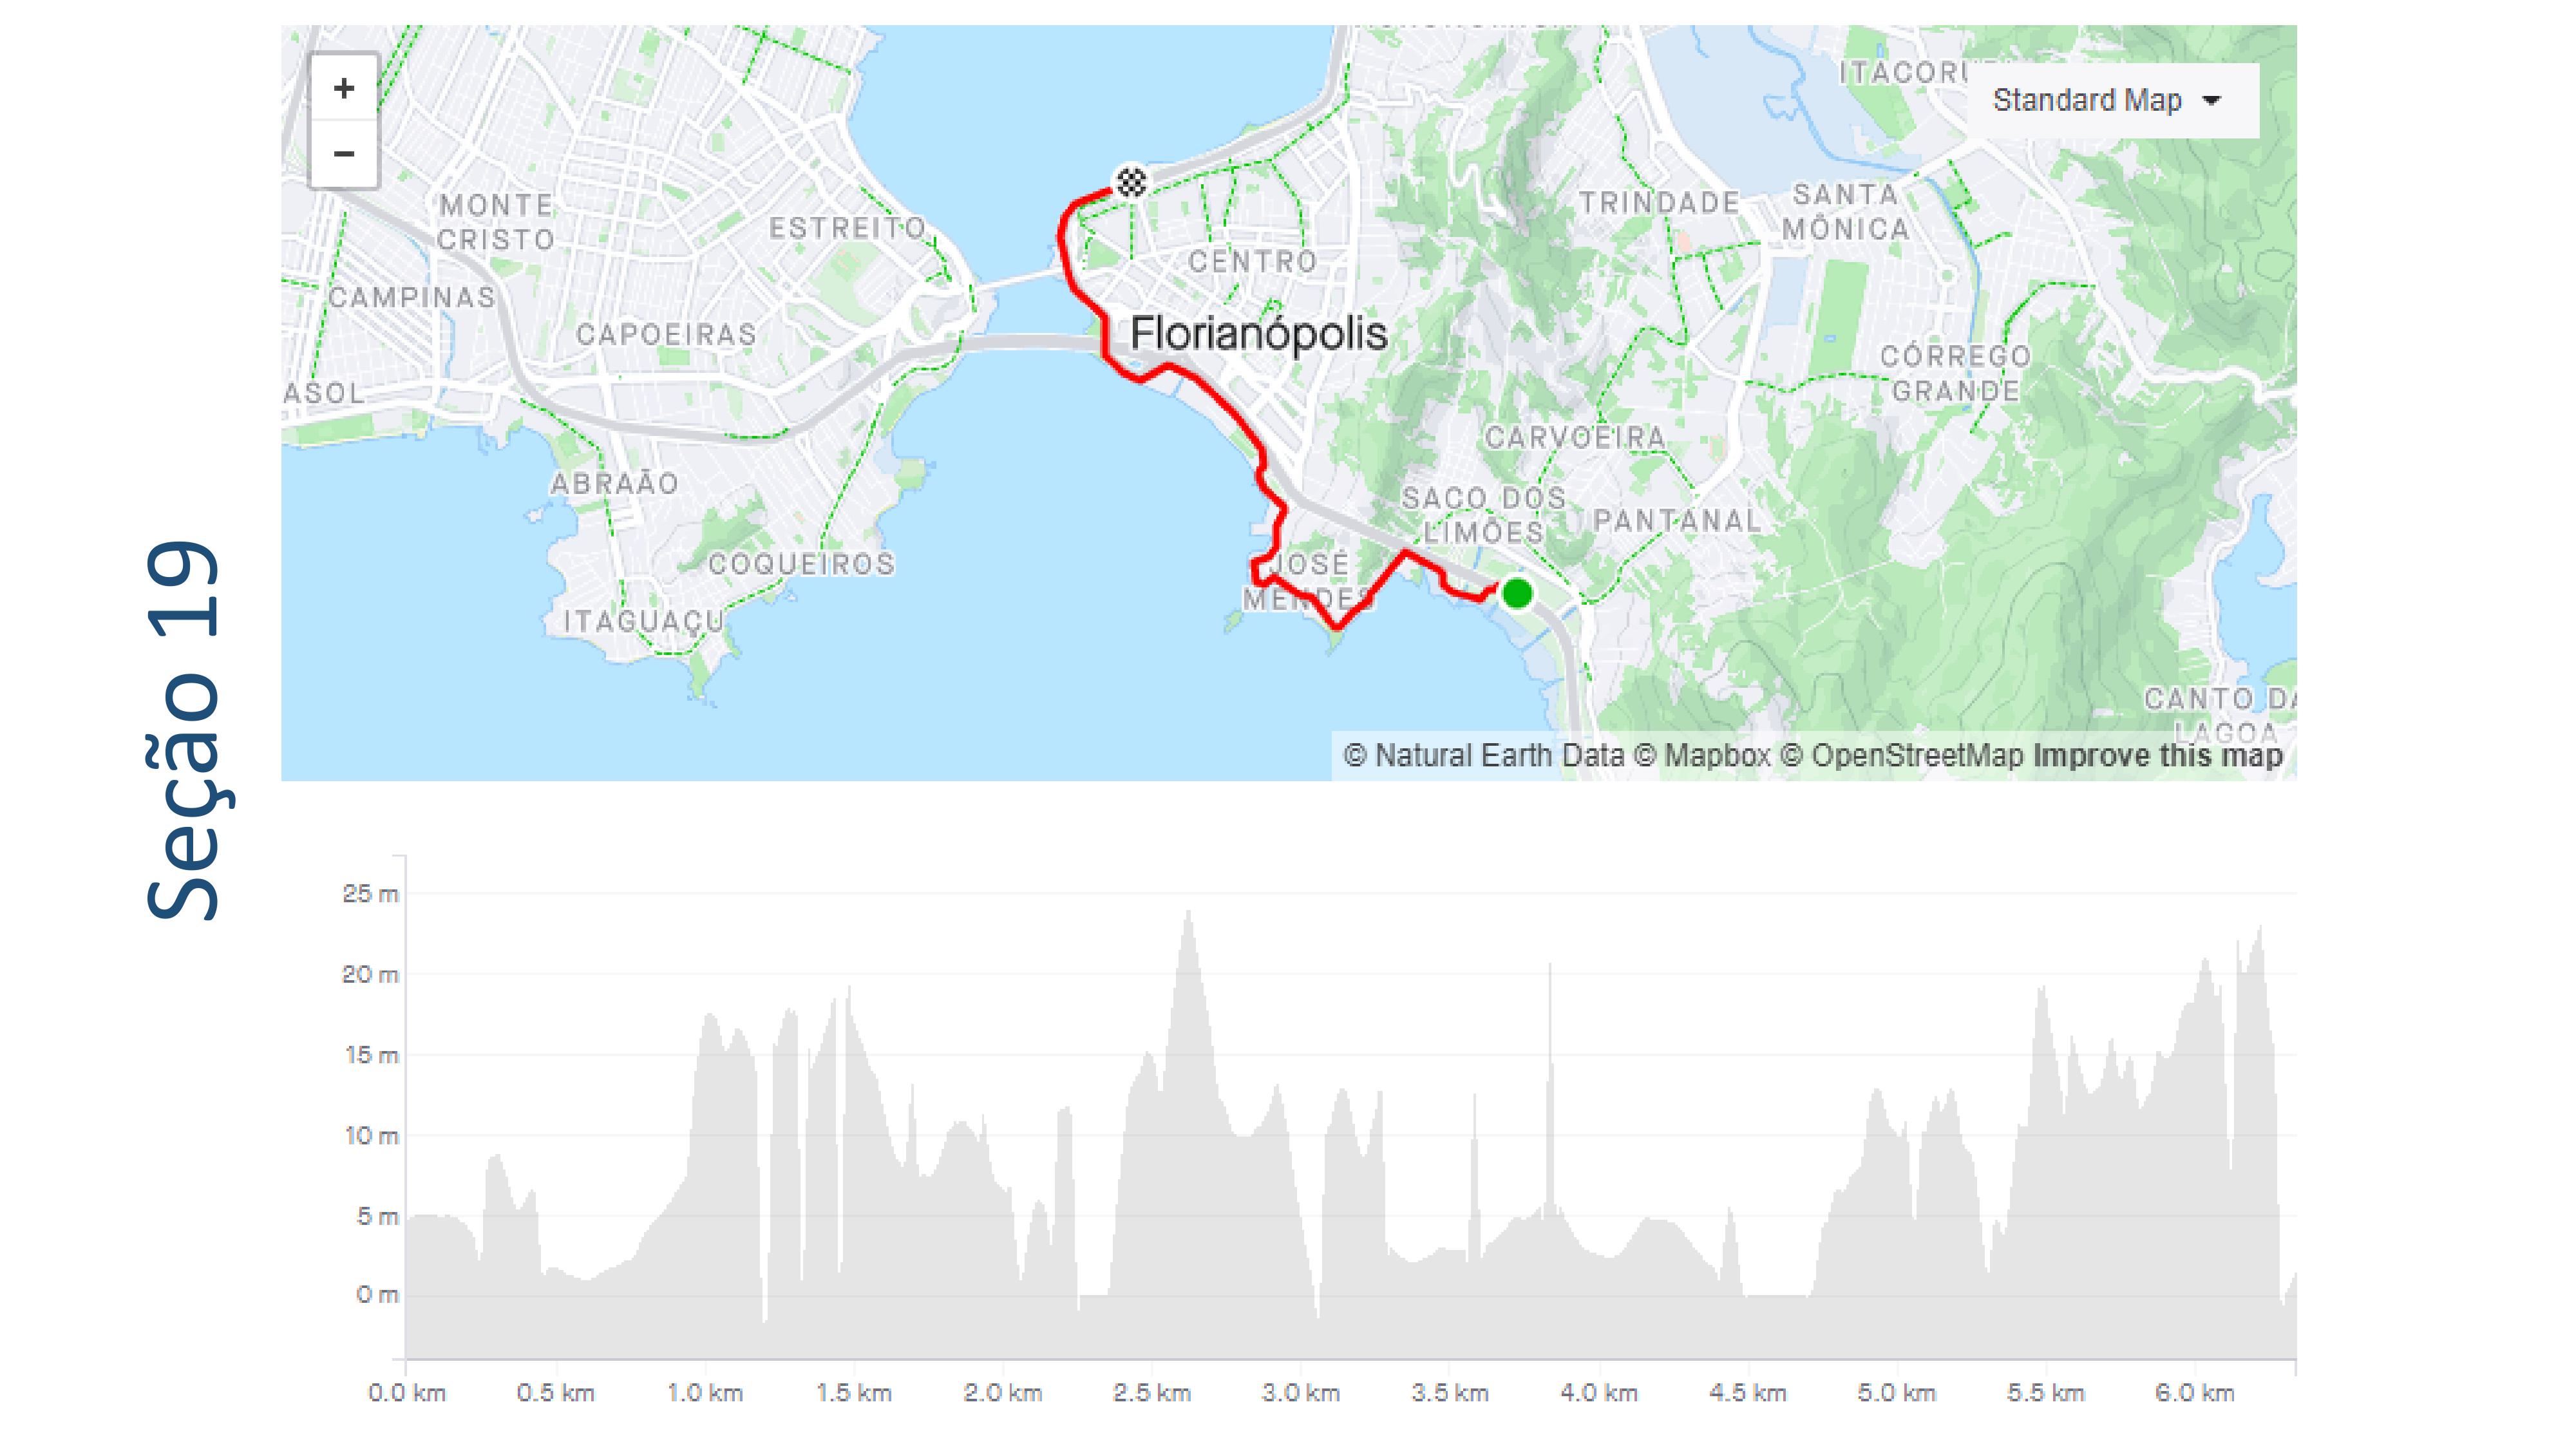 Seção 19
+
−
ITACORU
Standard Map
MONTE
CRISTO
ESTREITO
TRINDADE
SANTA
MÔNICA
CENTRO
CAMPINAS
CAPOEIRAS
Florianópolis
CÓRREGO
GRANDE
ASOL
CARVOEIRA
ABRAÃO
SACO DOS
LIMÕES
PANTANAL
COQUEIROS
JOSÉ
MENDES
ITAGUAÇU
CANTO DA
LAGOA
© Natural Earth Data © Mapbox © OpenStreetMap Improve this map
25 m
20 m
15 m
10 m
5 m
0 m
0.0 km 0.5 km 1.0 km 1.5 km 2.0 km 2.5 km 3.0 km 3.5 km 4.0 km 4.5 km 5.0 km 5.5 km 6.0 km